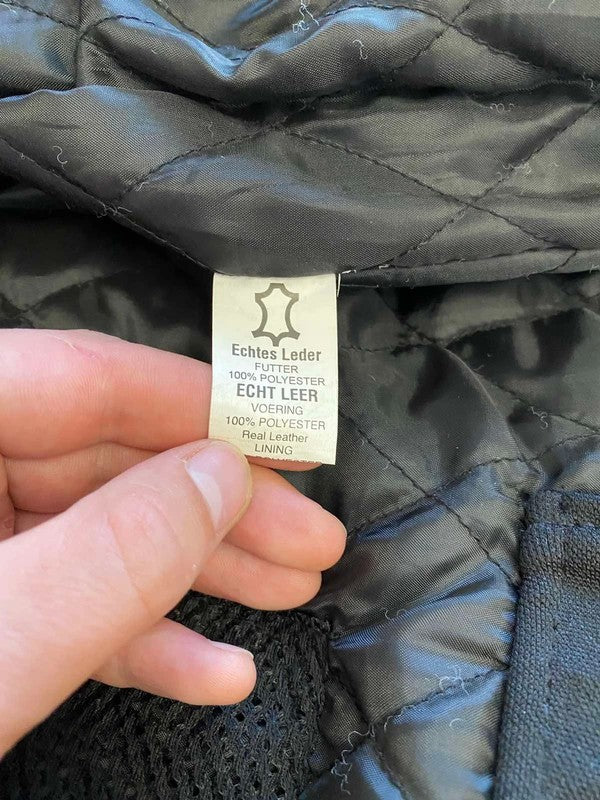 Echtes Leder
FUTTER
100% POLYESTER
ECHT LEER
VOERING
100% POLYESTER
Real Leather
LINING